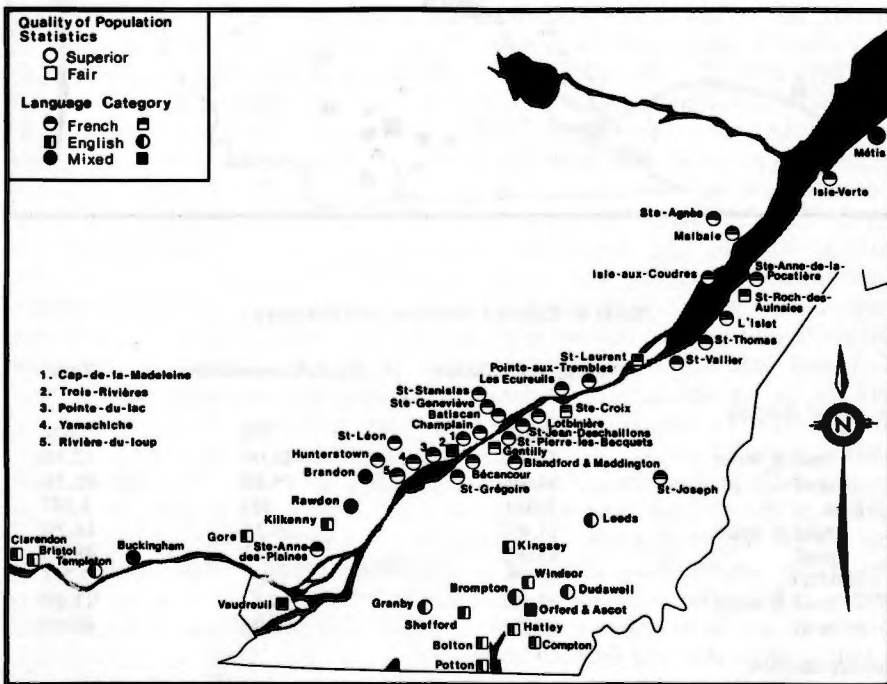 Quality of Population
Statistics
Superior
Fair
Language Category
French
English
Mixed
Métis
Isle-Verte
Ste-Agnès
Malbaie
Isle-aux-Coudres
Ste-Anne-de-la-
Pocatière
St-Roch-des-
Aulnaies
L'Islet
St-Thomas
St-Vallier
St-Laurent
Pointe-aux-Trembles
Les Ecureuils
St-Stanislas
Ste-Geneviève
Batiscan
Champlain
Ste-Croix
Lotbinière
St-Jean-Deschaillons
St-Pierre-les-Becquets
Gentilly
Blandford & Maddington
Bécancour
St-Grégoire
St-Joseph
1. Cap-de-la-Madeleine
2. Trois-Rivières
3. Pointe-du-lac
4. Yamachiche
5. Rivière-du-loup
1
2
3
4
5
St-Léon
Hunterstown
Brandon
Rawdon
Kilkenny
Gore
Ste-Anne
des-Plaines
Clarendon
Bristol
Templeton
Buckingham
Vaudreuil
Leeds
Kingsey
Windsor
Brompton
Dudswell
Granby
Shefford
Orford & Ascot
Hatley
Bolton
Compton
Potton
N